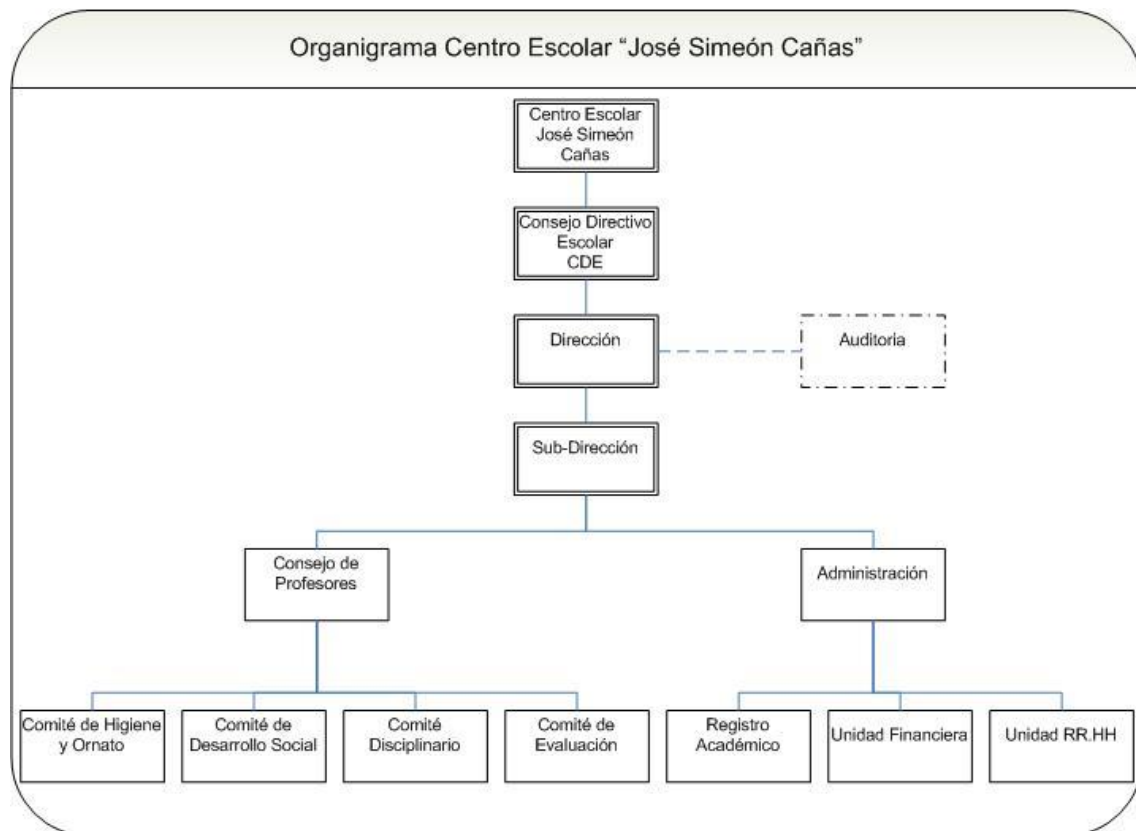 Organigrama Centro Escolar “José Simeón Cañas”
Centro Escolar
José Simeón
Cañas
Consejo Directivo
Escolar
CDE
Dirección
Auditoria
Sub-Dirección
Consejo de
Profesores
Administración
Comité de Higiene
y Ornato
Comité de
Desarrollo Social
Comité
Disciplinario
Comité de
Evaluación
Registro
Académico
Unidad Financiera
Unidad RR.HH